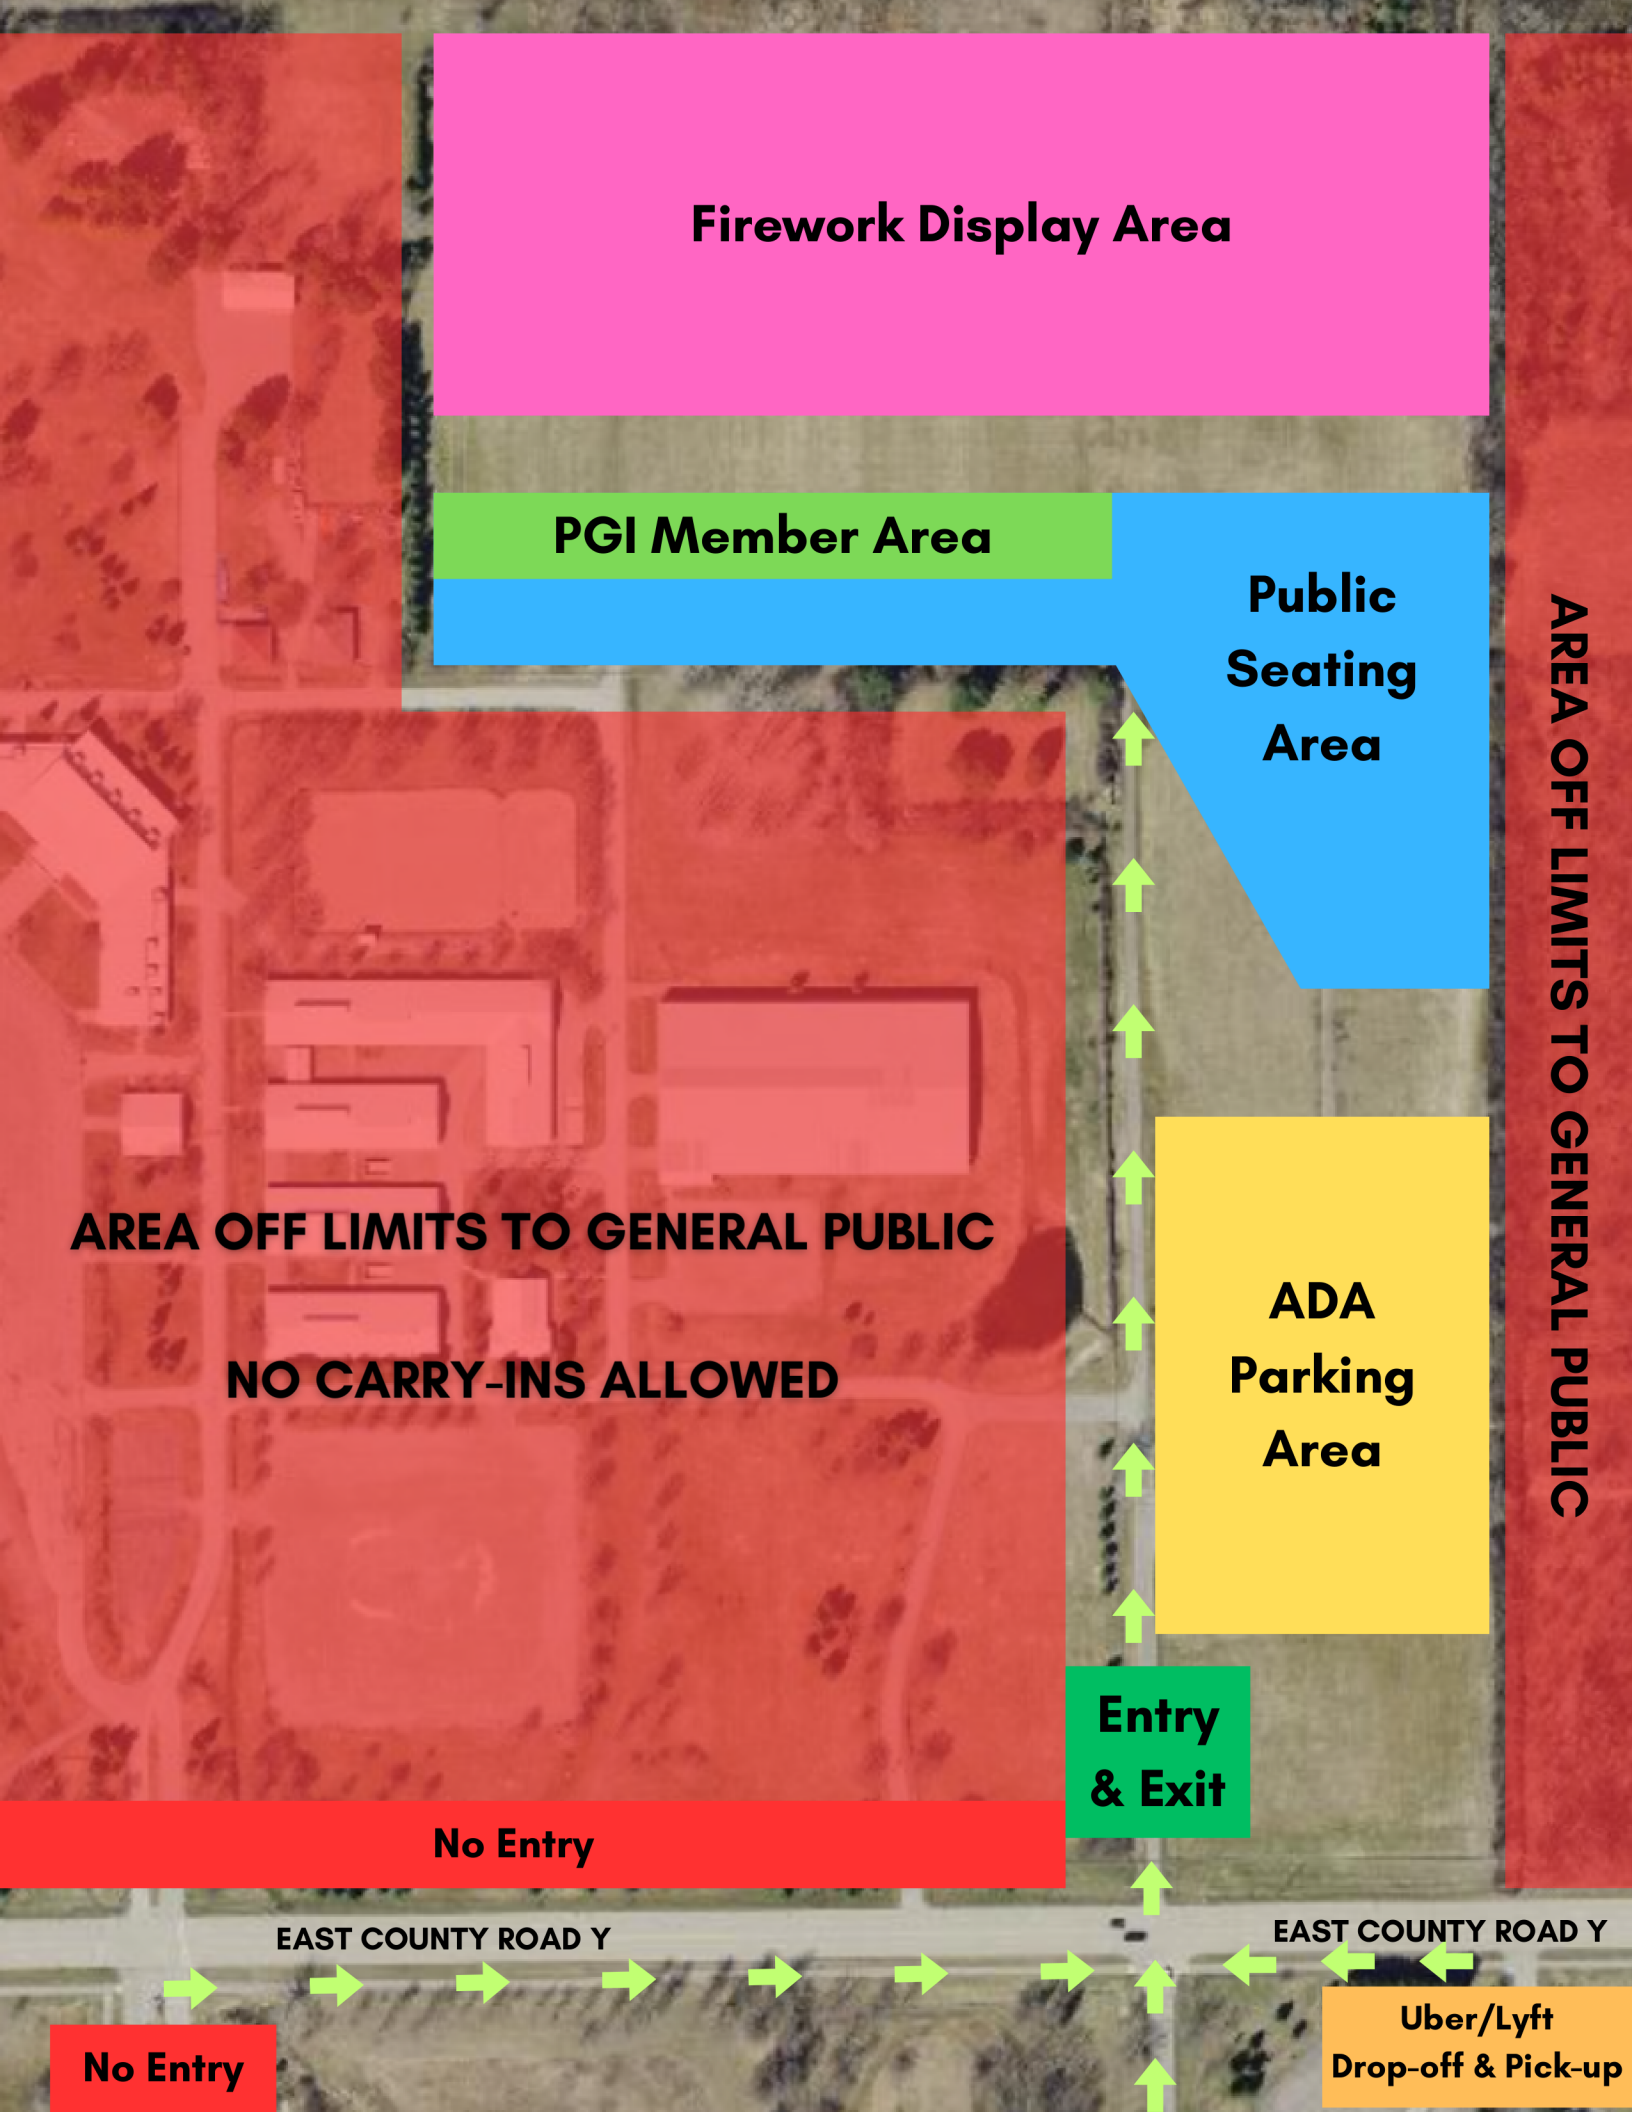 Firework Display Area
PGI Member Area
Public
Seating
Area
AREA OFF LIMITS TO GENERAL PUBLIC
AREA OFF LIMITS TO GENERAL PUBLIC
NO CARRY-INS ALLOWED
ADA
Parking
Area
Entry
& Exit
No Entry
EAST COUNTY ROAD Y
EAST COUNTY ROAD Y
Uber/Lyft
Drop-off & Pick-up
No Entry